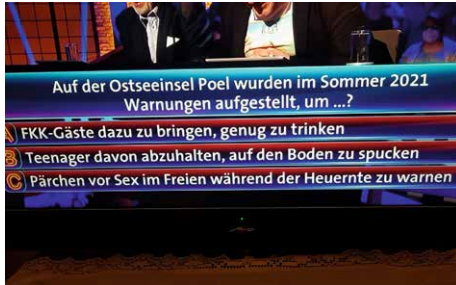 Auf der Ostseeinsel Poel wurden im Sommer 2021
Warnungen aufgestellt, um ...?
A FKK-Gäste dazu zu bringen, genug zu trinken
B Teenager davon abzuhalten, auf den Boden zu spucken
C Pärchen vor Sex im Freien während der Heuernte zu warnen